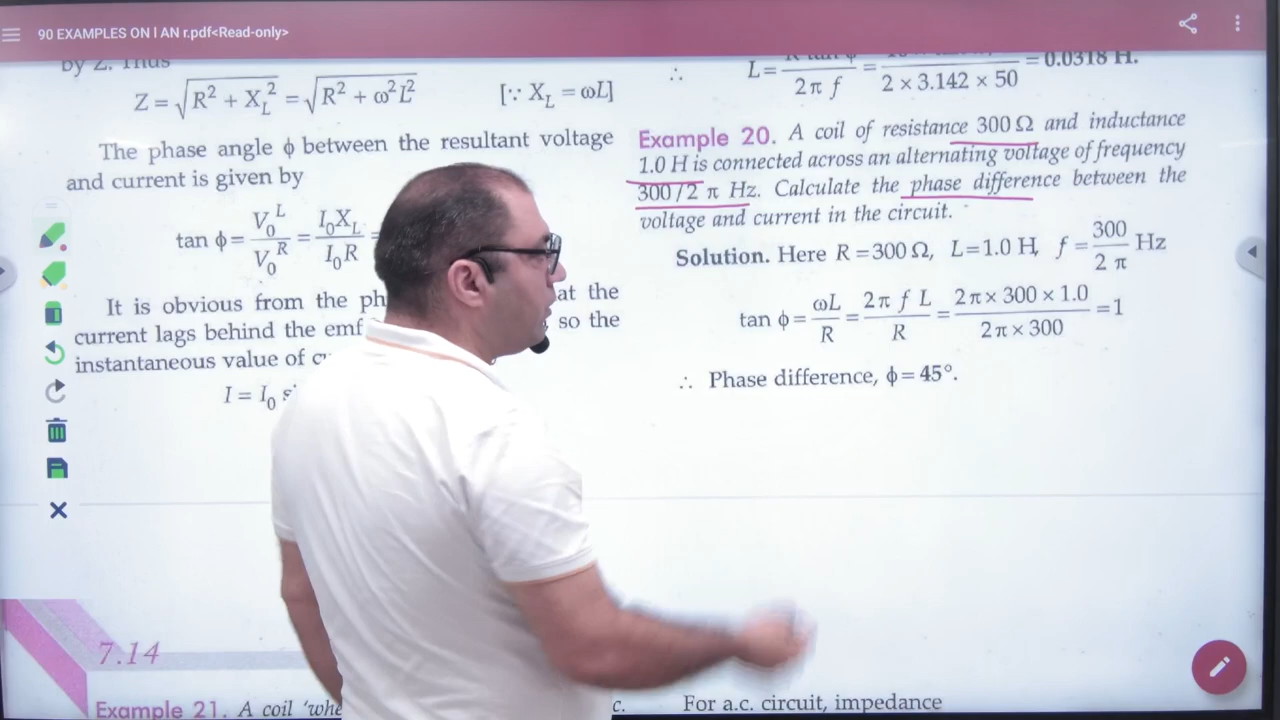 90 EXAMPLES ON I AN r.pdf<Read-only>
by Z. Thus
Z = √R² + X_L² = √R² + ω²L² [∵ X_L = ωL]
The phase angle ϕ between the resultant voltage
and current is given by
tan ϕ = V₀ᴸ / V₀ᴿ = I₀X_L / I₀R =
It is obvious from the ph at the
current lags behind the emf so the
instantaneous value of
I = I₀ s
7.14
Example 21. A coil 'whe c.
∴ L = / 2π f = / 2 × 3.142 × 50 = 0.0318 H.
Example 20. A coil of resistance 300 Ω and inductance
1.0 H is connected across an alternating voltage of frequency
300/2 π Hz. Calculate the phase difference between the
voltage and current in the circuit.
Solution. Here R = 300 Ω, L = 1.0 H, f = 300 / 2 π Hz
tan ϕ = ωL / R = 2π f L / R = 2π × 300 × 1.0 / 2π × 300 = 1
∴ Phase difference, ϕ = 45°.
For a.c. circuit, impedance